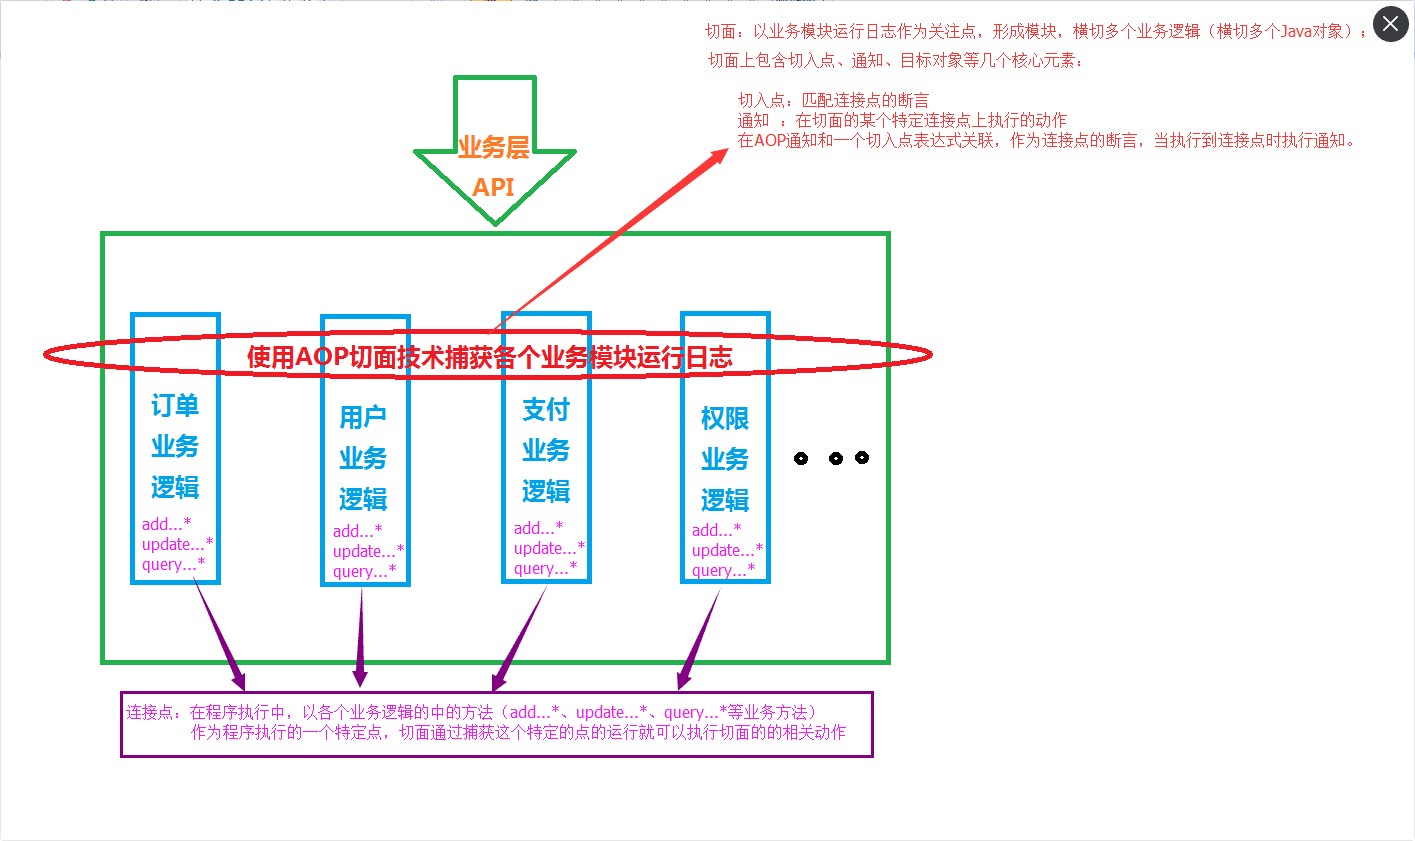 切面：以业务模块运行日志作为关注点，形成模块，横切多个业务逻辑（横切多个Java对象）；
切面上包含切入点、通知、目标对象等几个核心元素：
切入点：匹配连接点的断言
通知 ：在切面的某个特定连接点上执行的动作
在AOP通知和一个切入点表达式关联，作为连接点的断言，当执行到连接点时执行通知。
业务层
API
使用AOP切面技术捕获各个业务模块运行日志
订单
业务
逻辑
add...*
update...*
query...*
用户
业务
逻辑
add...*
update...*
query...*
支付
业务
逻辑
add...*
update...*
query...*
权限
业务
逻辑
add...*
update...*
query...*
连接点：在程序执行中，以各个业务逻辑的中的方法（add...*、update...*、query...*等业务方法）
作为程序执行的一个特定点，切面通过捕获这个特定的点的运行就可以执行切面的的相关动作